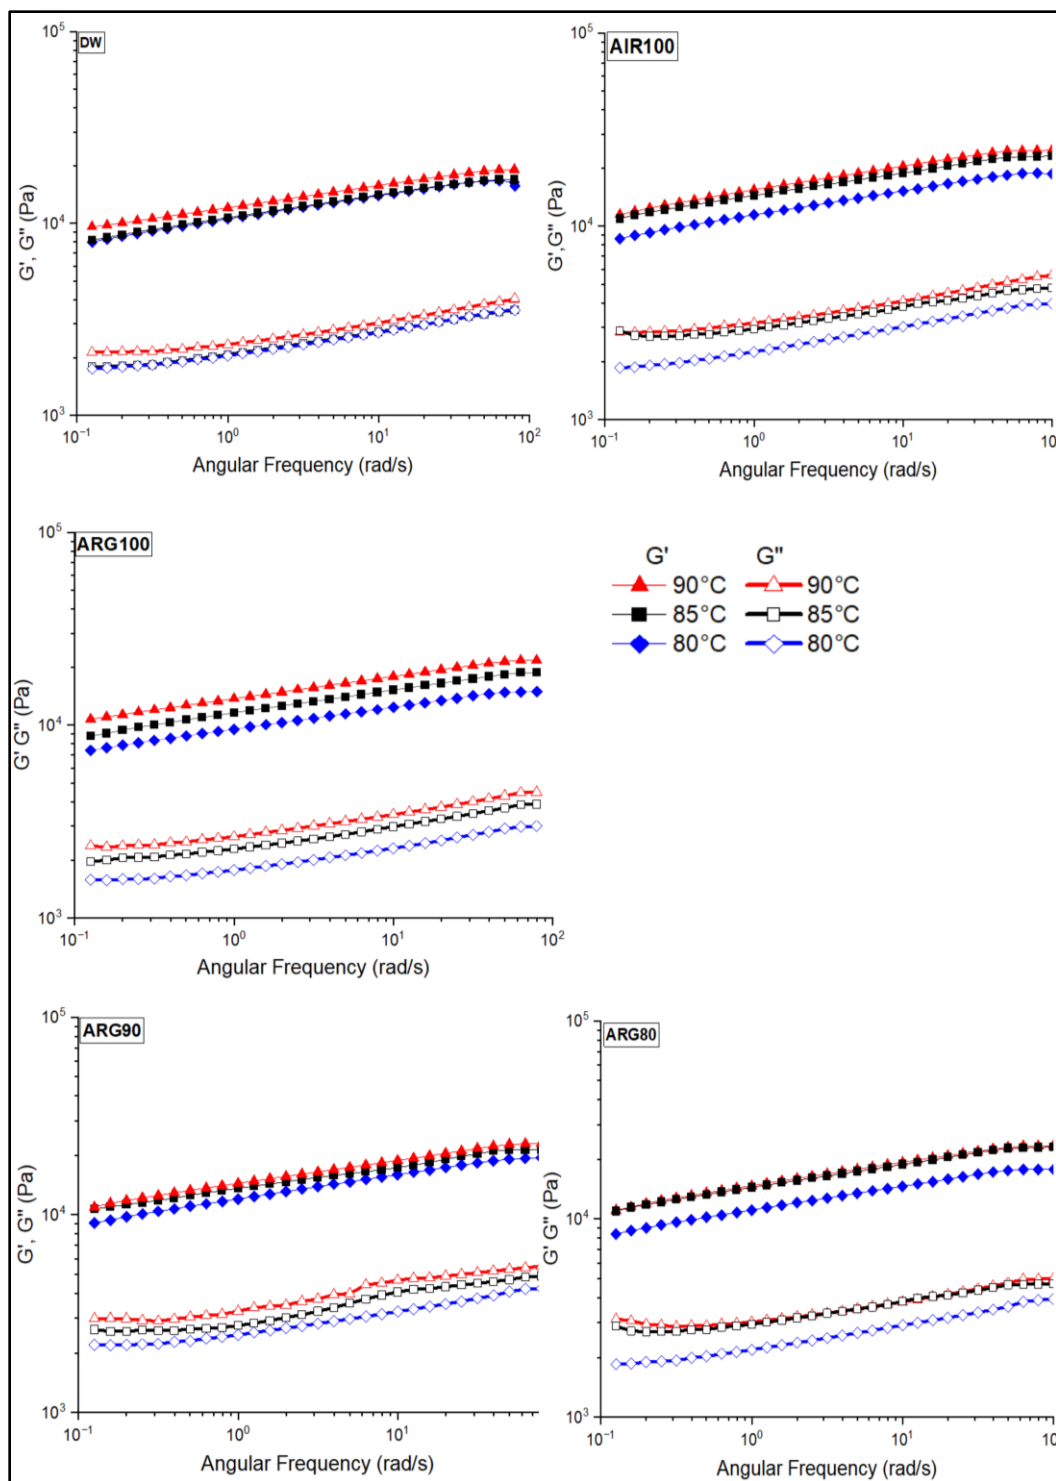 DW
10⁵
10⁴
10³
G', G" (Pa)
10⁻¹ 10⁰ 10¹ 10²
Angular Frequency (rad/s)
AIR100
10⁵
10⁴
10³
G',G" (Pa)
10⁻¹ 10⁰ 10¹ 10
Angular Frequency (rad/s)
ARG100
10⁵
10⁴
10³
G' G" (Pa)
10⁻¹ 10⁰ 10¹ 10²
Angular Frequency (rad/s)
G' G"
90°C 90°C
85°C 85°C
80°C 80°C
ARG90
10⁵
10⁴
10³
G', G" (Pa)
10⁻¹ 10⁰ 10¹
Angular Frequency (rad/s)
ARG80
10⁵
10⁴
10³
G' G" (Pa)
10⁻¹ 10⁰ 10¹ 10
Angular Frequency (rad/s)